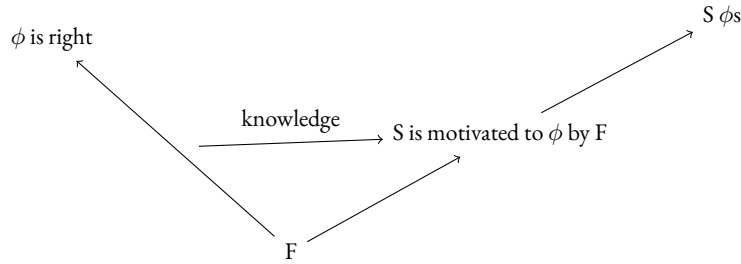 S ϕs
ϕ is right
knowledge
S is motivated to ϕ by F
F